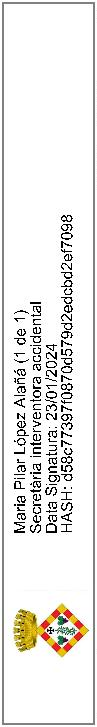 Maria Pilar López Alañá (1 de 1)
Secretària interventora accidental
Data Signatura: 23/01/2024
HASH: d58c77397f0870d579d2edcbd2ef7098